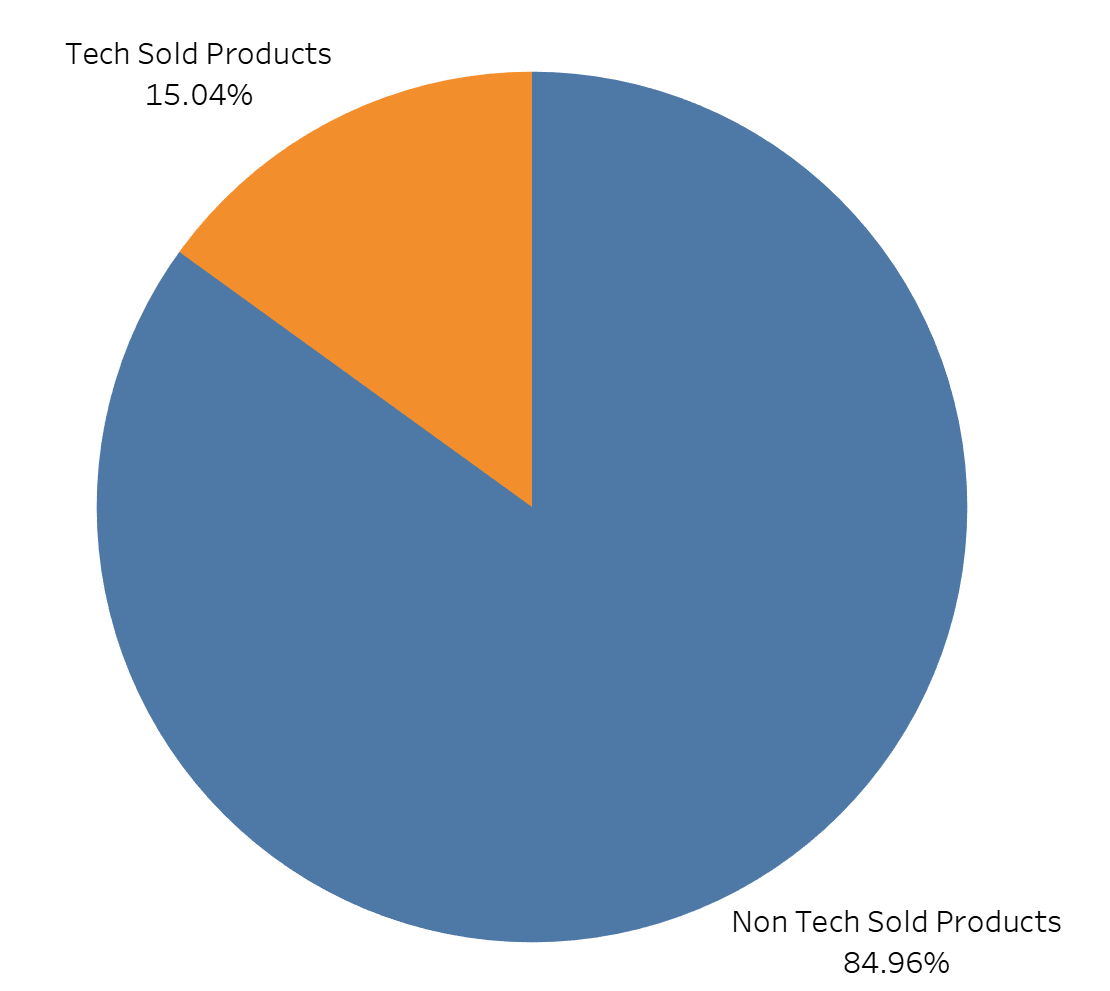 Tech Sold Products
15.04%
Non Tech Sold Products
84.96%